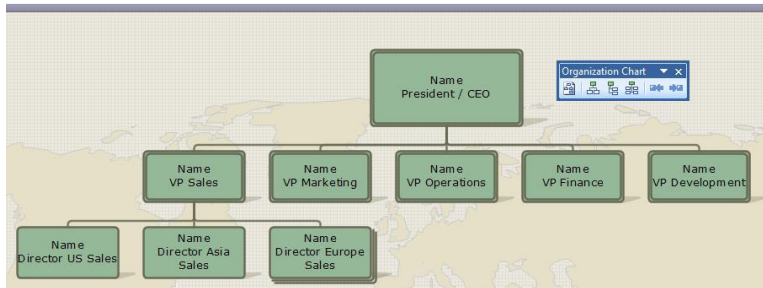 Organization Chart
Name
President / CEO
Name
VP Sales
Name
VP Marketing
Name
VP Operations
Name
VP Finance
Name
VP Development
Name
Director US Sales
Name
Director Asia
Sales
Name
Director Europe
Sales